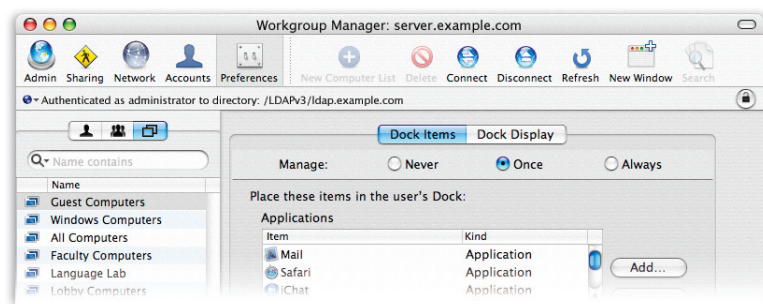 Workgroup Manager: server.example.com
Admin Sharing Network Accounts Preferences New Computer List Delete Connect Disconnect Refresh New Window Search
Authenticated as administrator to directory: /LDAPv3/ldap.example.com
Dock Items Dock Display
Name contains
Manage: Never Once Always
Name
Place these items in the user's Dock:
Guest Computers
Windows Computers
Applications
All Computers
Item Kind
Faculty Computers
Mail Application
Language Lab
Safari Application
Add...
Lobby Computers
iChat Application